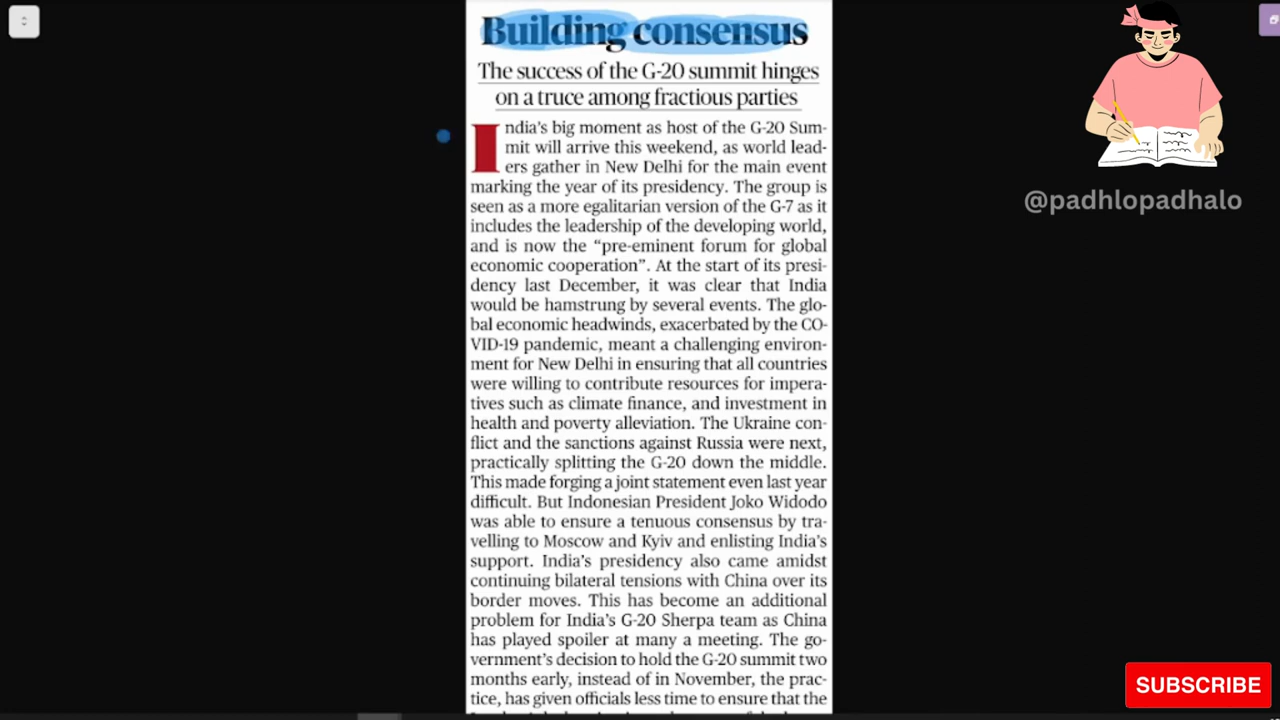 Building consensus
The success of the G-20 summit hinges
on a truce among fractious parties
India's big moment as host of the G-20 Sum-
mit will arrive this weekend, as world lead-
ers gather in New Delhi for the main event
marking the year of its presidency. The group is
seen as a more egalitarian version of the G-7 as it
includes the leadership of the developing world,
and is now the “pre-eminent forum for global
economic cooperation”. At the start of its presi-
dency last December, it was clear that India
would be hamstrung by several events. The glo-
bal economic headwinds, exacerbated by the CO-
VID-19 pandemic, meant a challenging environ-
ment for New Delhi in ensuring that all countries
were willing to contribute resources for impera-
tives such as climate finance, and investment in
health and poverty alleviation. The Ukraine con-
flict and the sanctions against Russia were next,
practically splitting the G-20 down the middle.
This made forging a joint statement even last year
difficult. But Indonesian President Joko Widodo
was able to ensure a tenuous consensus by tra-
velling to Moscow and Kyiv and enlisting India's
support. India's presidency also came amidst
continuing bilateral tensions with China over its
border moves. This has become an additional
problem for India's G-20 Sherpa team as China
has played spoiler at many a meeting. The go-
vernment's decision to hold the G-20 summit two
months early, instead of in November, the prac-
tice, has given officials less time to ensure that the
@padhlopadhalo
SUBSCRIBE